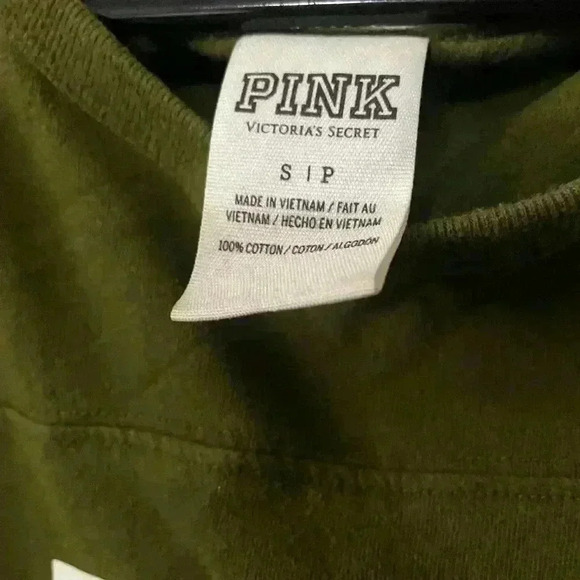 PINK
VICTORIA'S SECRET
S | P
MADE IN VIETNAM / FAIT AU
VIETNAM / HECHO EN VIETNAM
100% COTTON / COTON / ALGODON